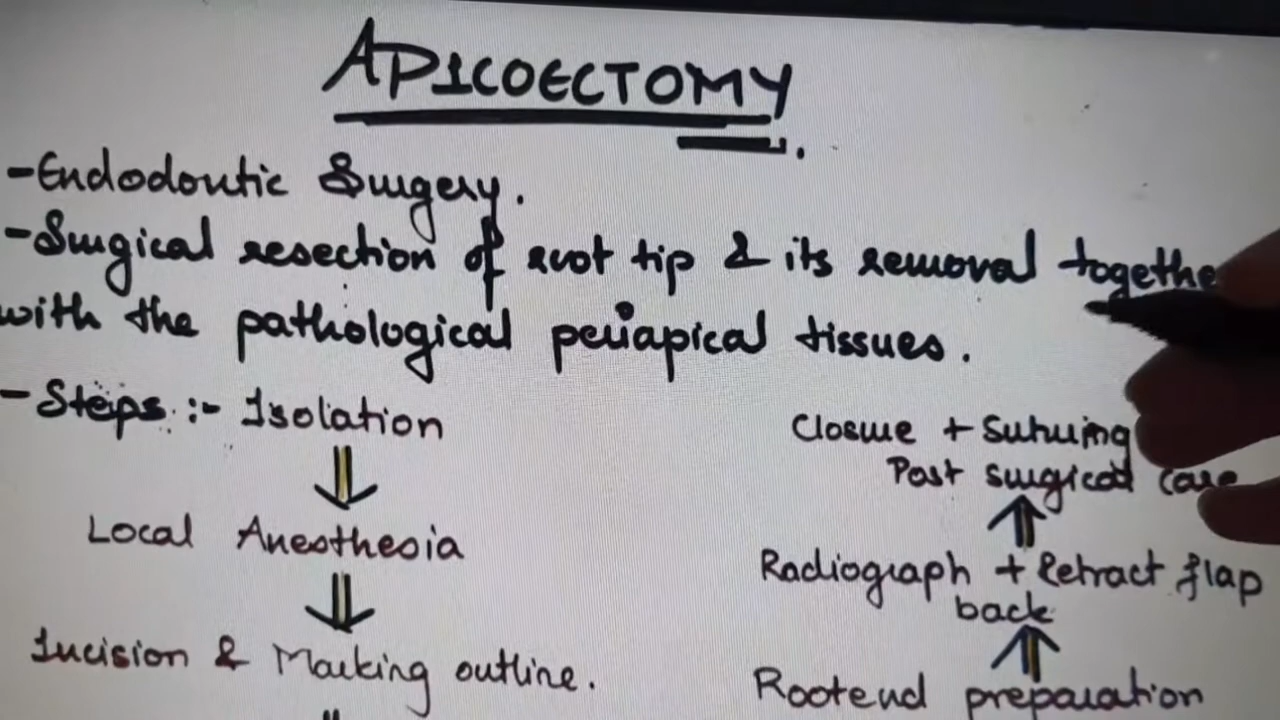 APICOECTOMY.
- Endodontic Surgery.
- Surgical resection of root tip & its removal togethe
with the pathological periapical tissues.
- Steps :- Isolation
⇓
Local Anesthesia
⇓
Incision & Marking outline.
Closure + Suturing
Post surgical care
⇑
Radiograph + Retract flap
back
⇑
Rootend preparation